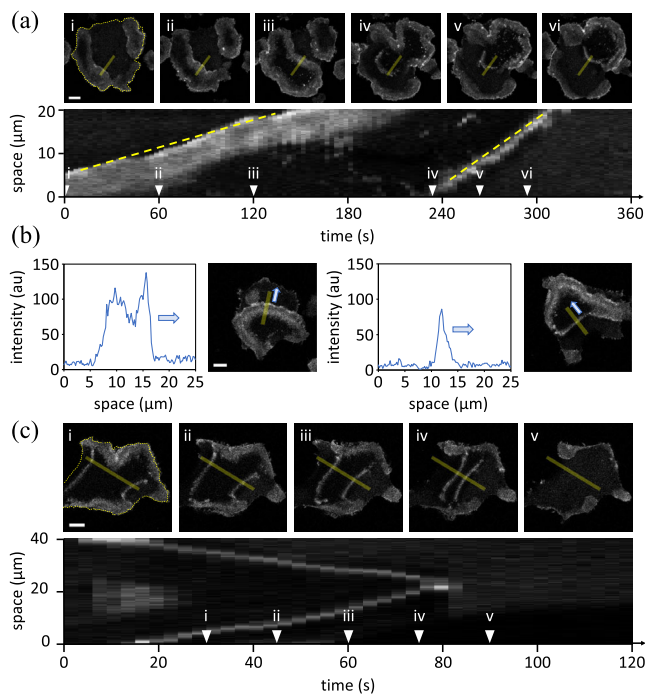 (a)
i ii iii iv v vi
20
10
0
space (μm)
i ii iii iv v vi
0 60 120 180 240 300 360
time (s)
(b)
150
100
50
0
intensity (au)
0 5 10 15 20 25
space (μm)
150
100
50
0
intensity (au)
0 5 10 15 20 25
space (μm)
(c)
i ii iii iv v
40
20
0
space (μm)
i ii iii iv v
0 20 40 60 80 100 120
time (s)